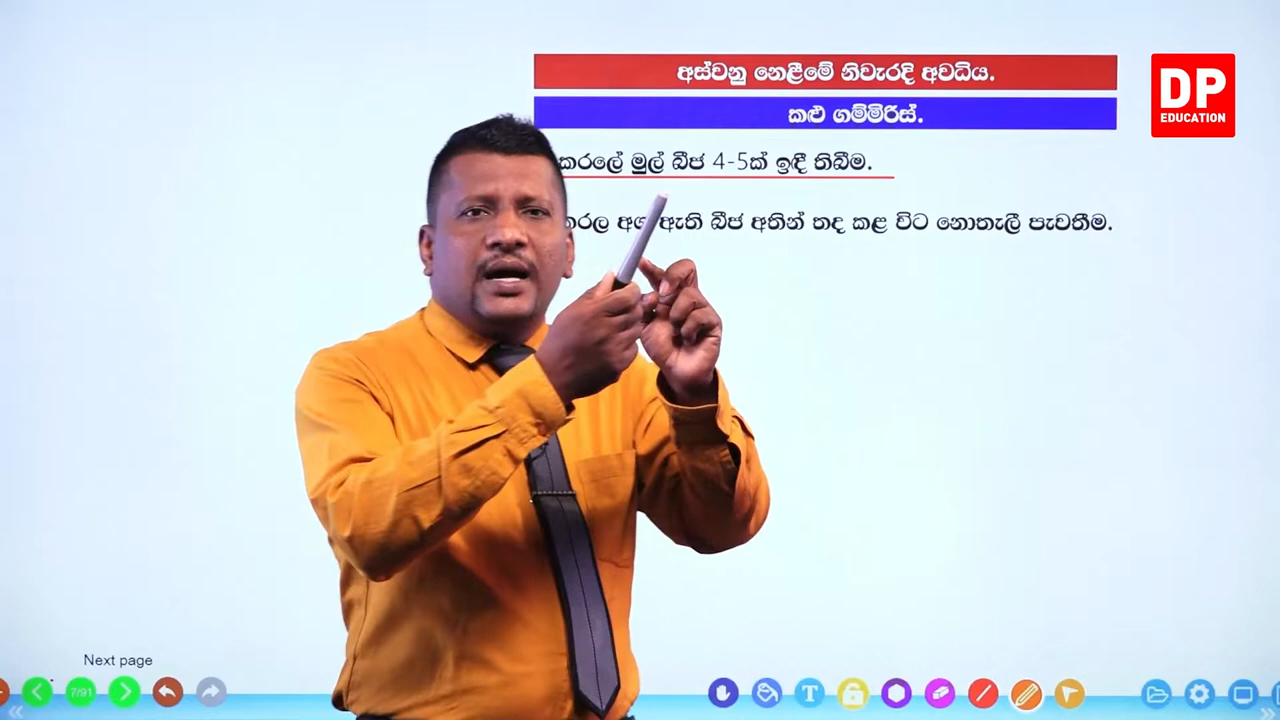 අස්වනු නෙළීමේ නිවැරදි අවධිය.
කළු ගම්මිරිස්.
කරලේ මුල් බීජ 4-5ක් ඉඳී තිබීම.
ඇති බීජ අතින් තද කළ විට නොතැලී පැවතීම.
DP
EDUCATION
Next page
7/91
T